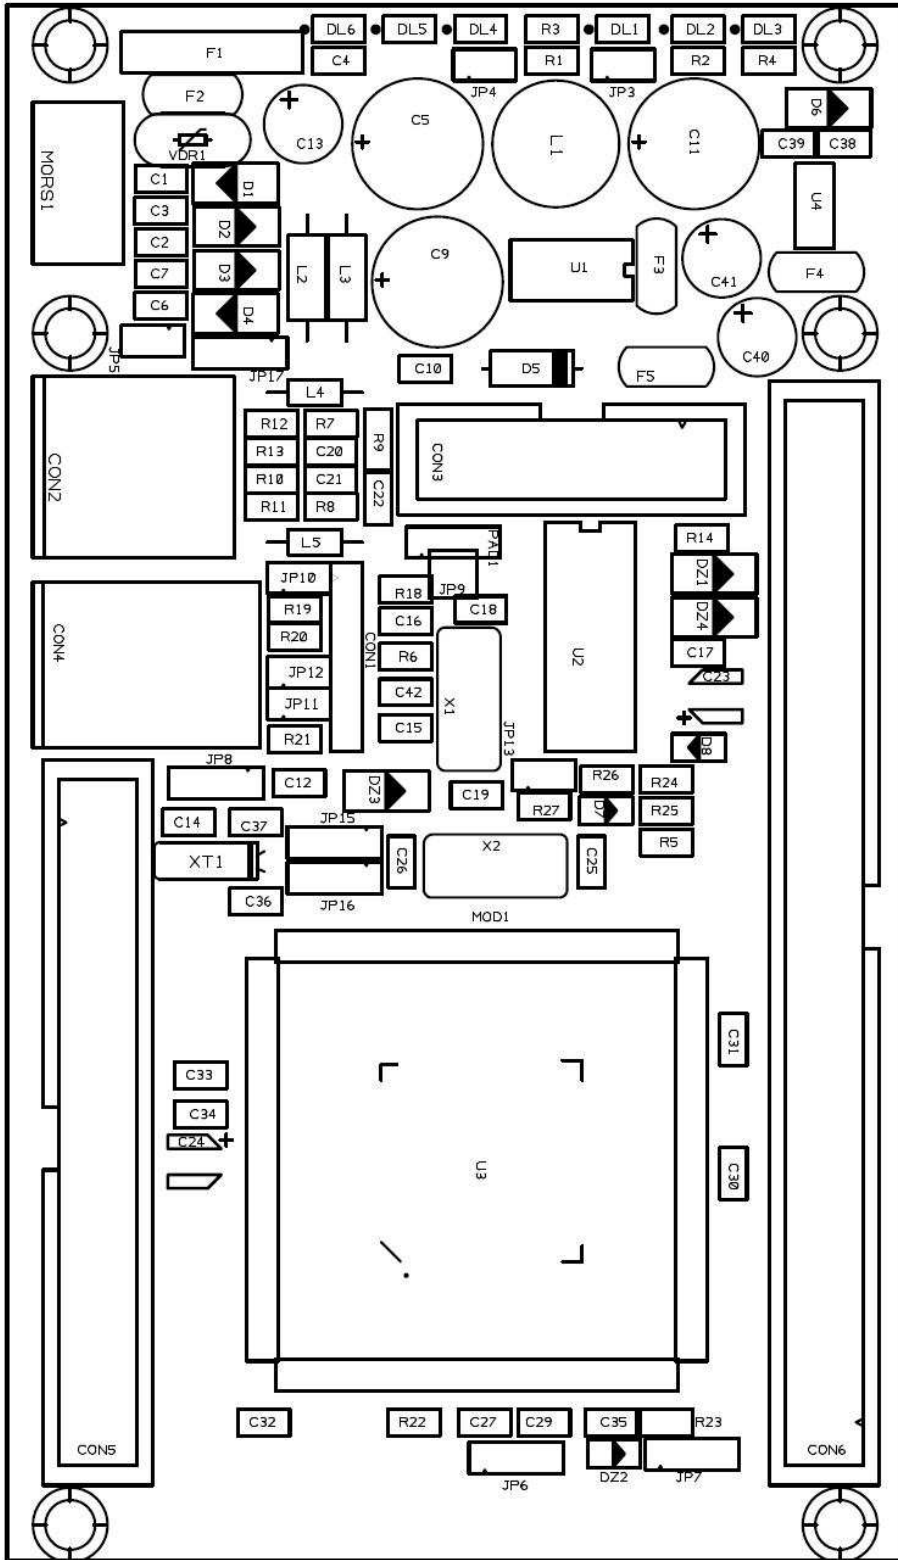 DL6 DL5 DL4 R3 DL1 DL2 DL3
F1 C4 R1 R2 R4
JP4 JP3
F2
D6
C13 C5 L1 C11
C39 C38
VDR1
MORS1
C1 D1
U4
C3 D2
C2
C9
L2 L3 U1 F3 C41 F4
C7 D3
C6 D4
JP5
JP17
C10 D5 F5 C40
L4
R12 R7 R9
R13 C20
CON2 CON3
R10 C21 C22
R11 R8
L5 PAD1 R14
JP10 JP9 DZ1
R18
R19 C16 C18 DZ4
R20
CON4 CON1 R6 U2 C17
JP12
C23
C42 X1
JP11
C15 JP13
R21 D8
JP8
C12 DZ3 C19 R26 R24
R27 D7 R25
C14 C37 JP15
R5
XT1 C26 X2 C25
C36 JP16
MOD1
C31
C33
C34
C24
U3 C30
C32 R22 C27 C29 C35 R23
CON5 CON6
JP6 DZ2 JP7